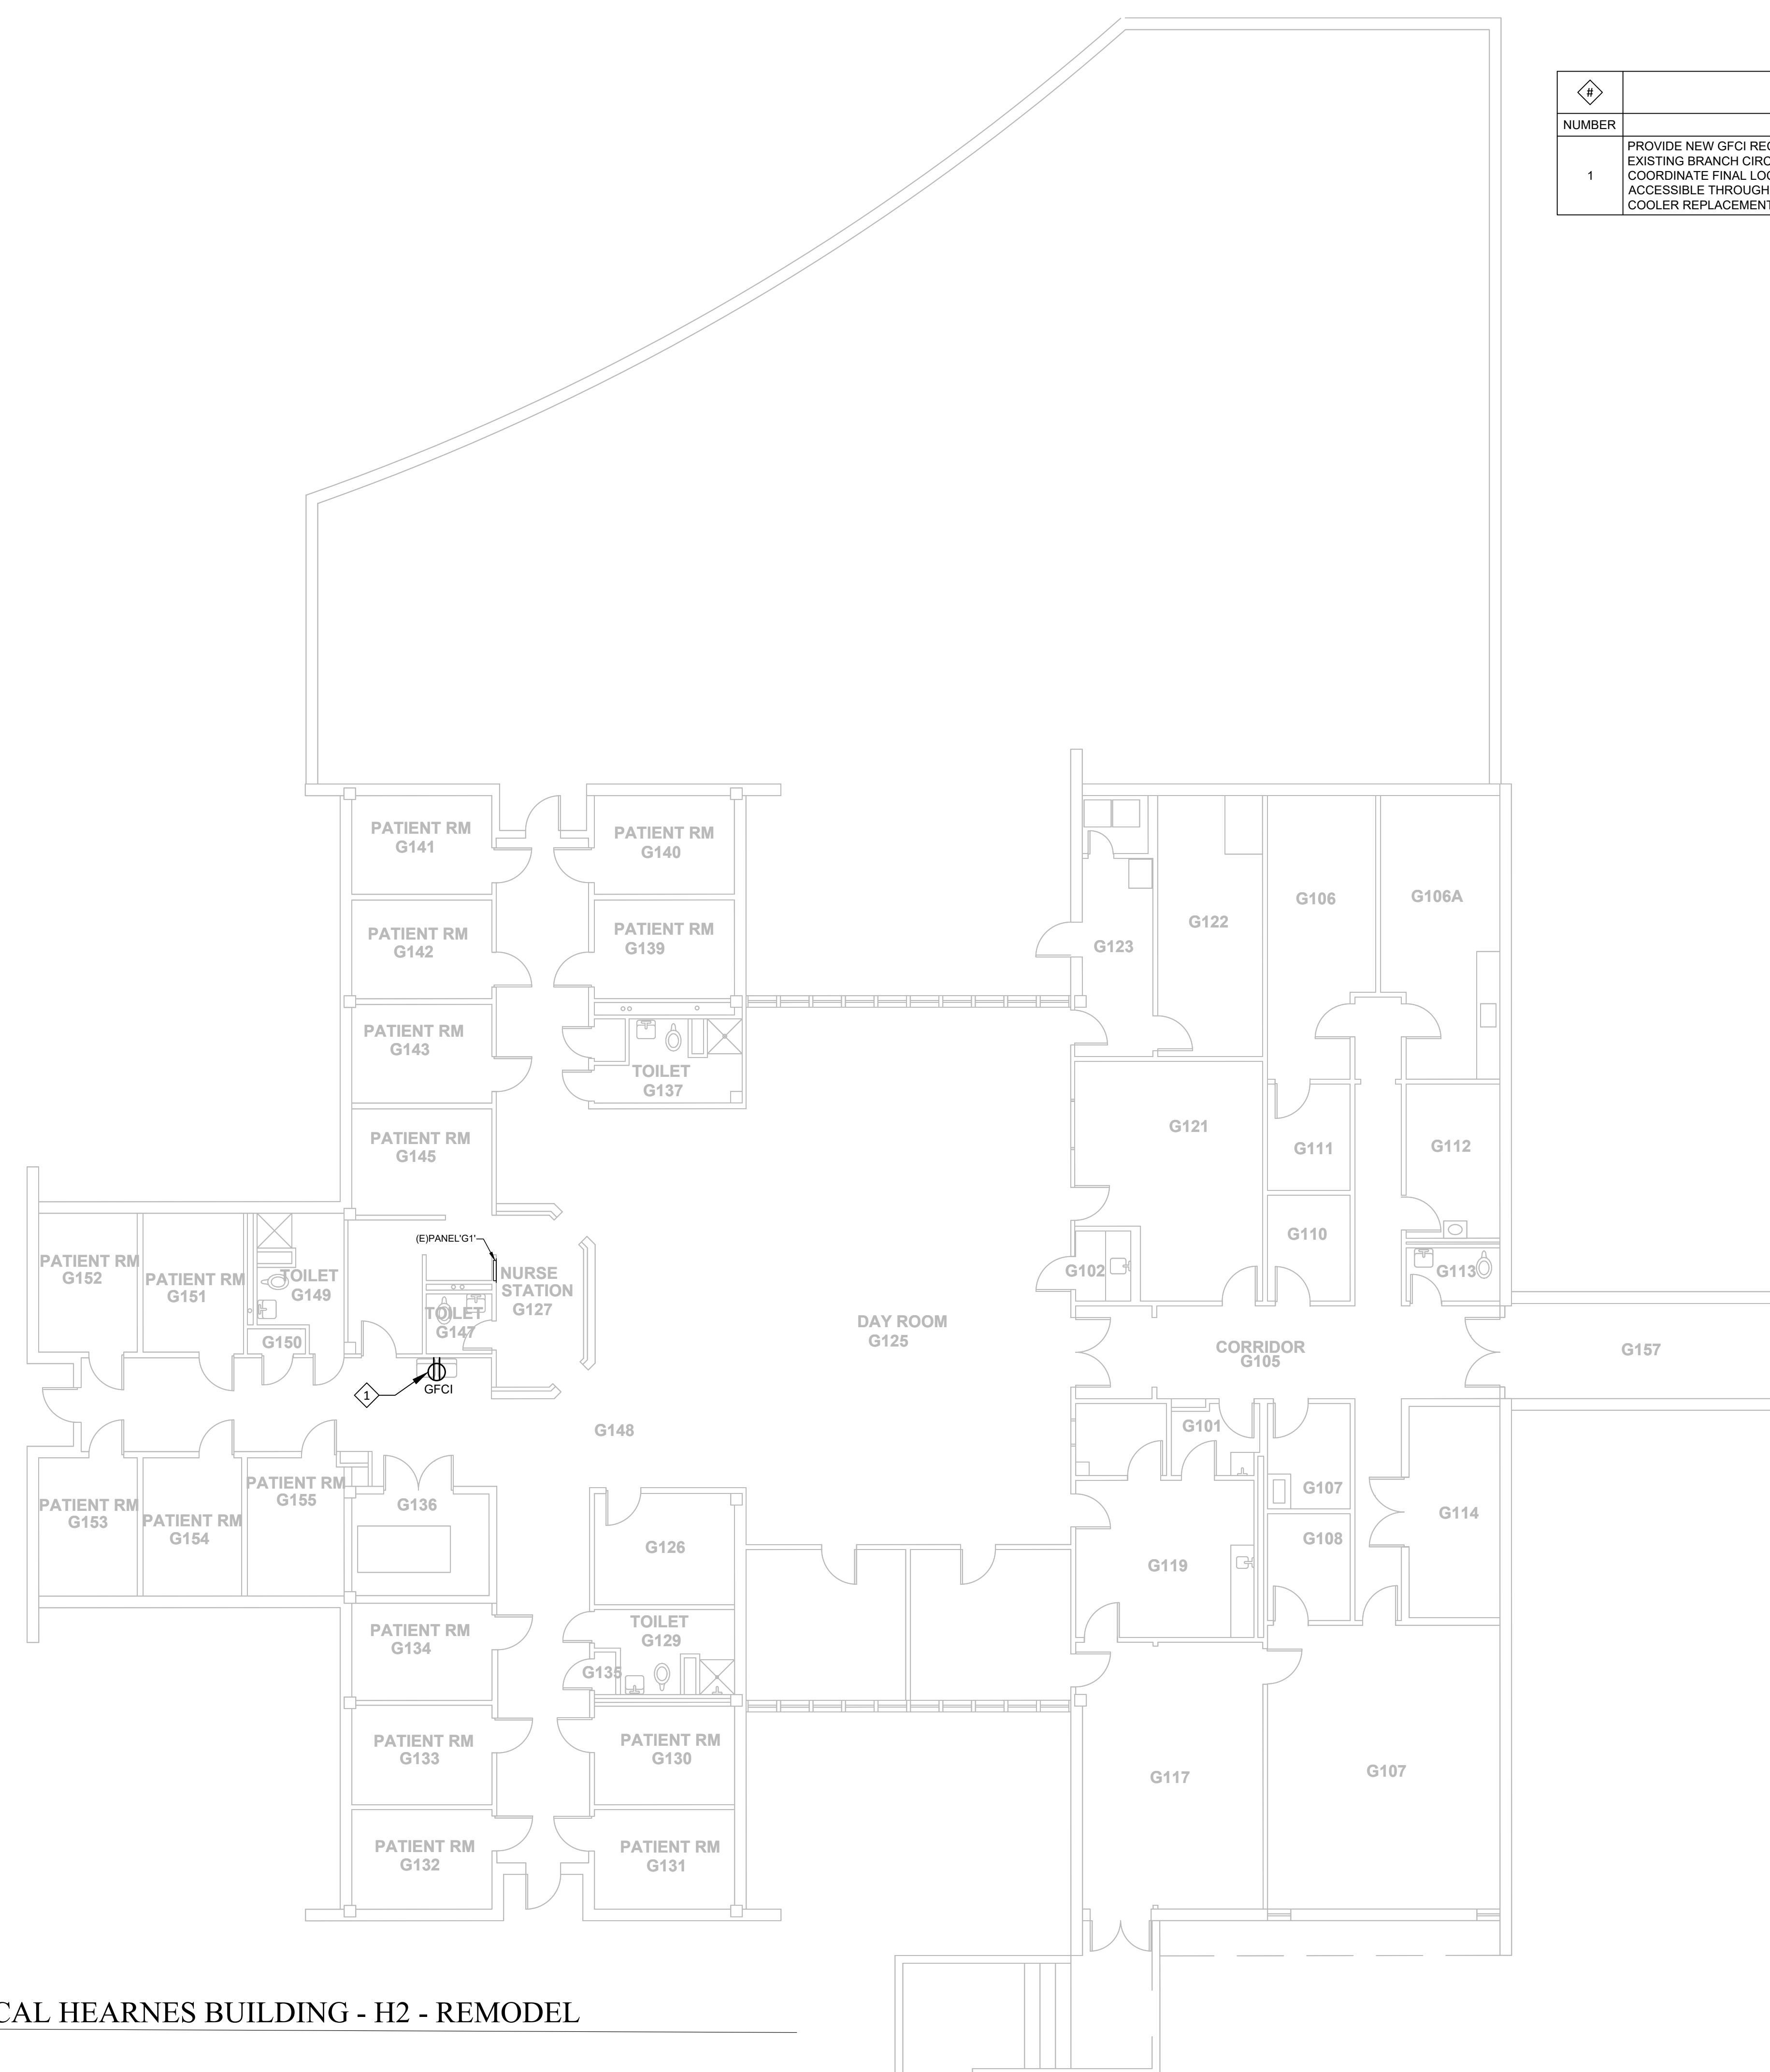 #
NUMBER
1
PROVIDE NEW GFCI
EXISTING BRANCH
COORDINATE FINAL
ACCESSIBLE THROUGH
COOLER REPLACEMENT
PATIENT RM
G141
PATIENT RM
G140
PATIENT RM
G142
PATIENT RM
G139
PATIENT RM
G143
TOILET
G137
PATIENT RM
G145
G123
G122
G106
G106A
G121
G111
G112
G110
G102
G113
(E)PANEL'G1'
PATIENT RM
G152
PATIENT RM
G151
TOILET
G149
G150
TOILET
G147
NURSE
STATION
G127
DAY ROOM
G125
CORRIDOR
G105
G157
1
GFCI
G148
G101
G107
G114
G108
G119
PATIENT RM
G153
PATIENT RM
G154
PATIENT RM
G155
G136
G126
TOILET
G129
G135
PATIENT RM
G134
PATIENT RM
G133
PATIENT RM
G130
PATIENT RM
G132
PATIENT RM
G131
G117
G107
CAL HEARNES BUILDING - H2 - REMODEL